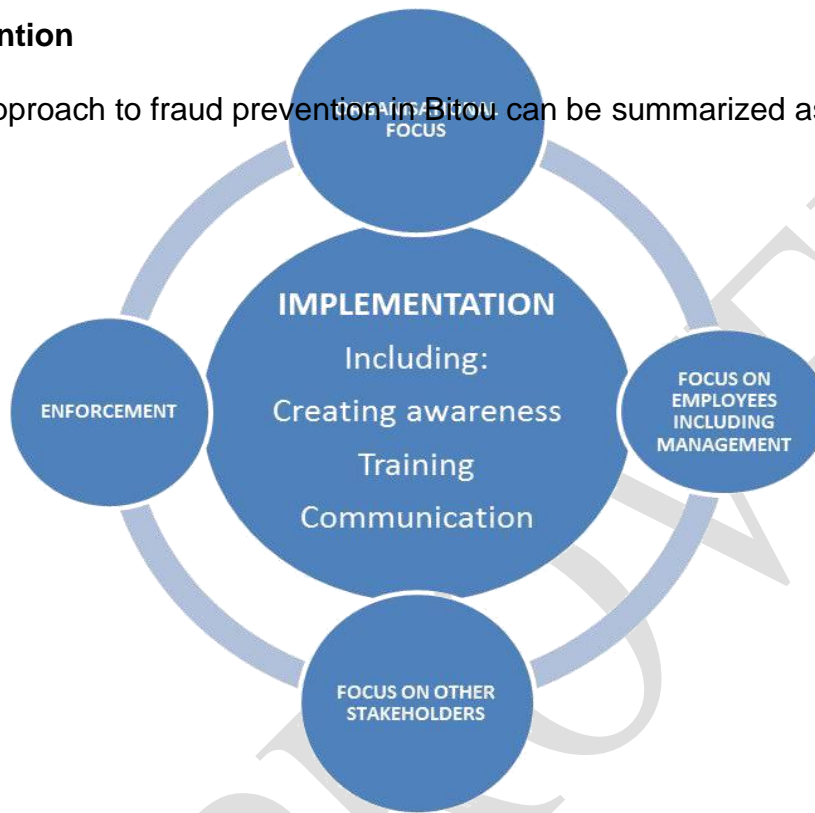 ntion
pproach to fraud prevention in Bitou can be summarized as
ORGANISATIONAL
FOCUS
IMPLEMENTATION
Including:
Creating awareness
Training
Communication
ENFORCEMENT
FOCUS ON
EMPLOYEES
INCLUDING
MANAGEMENT
FOCUS ON OTHER
STAKEHOLDERS